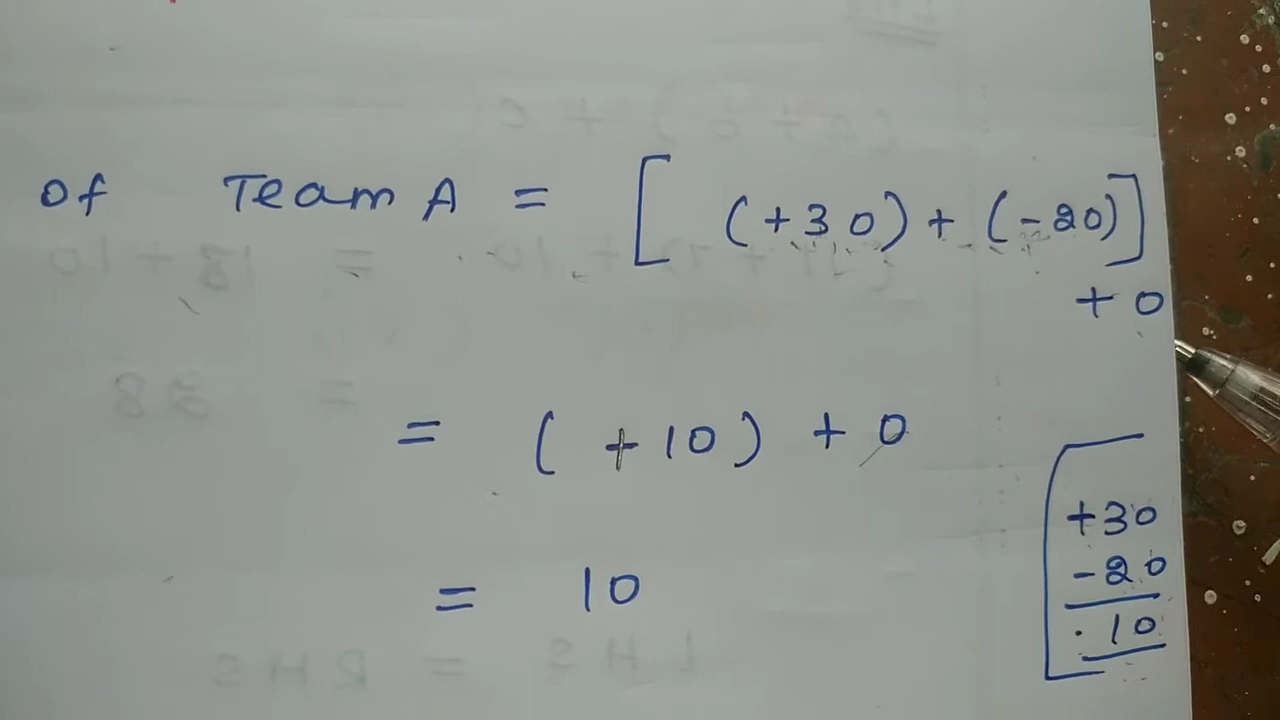 of Team A = [ (+30) + (-20) ]
+ 0
= ( +10 ) + 0
+30
-20
= 10
10